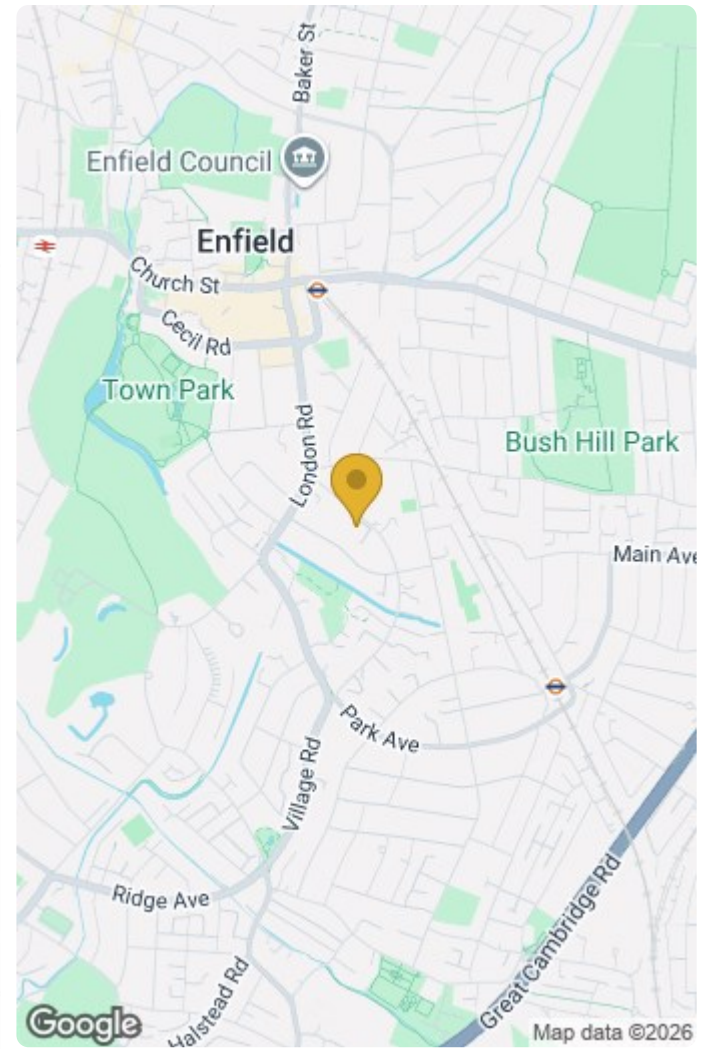 Baker St
Enfield Council
Enfield
Church St
Cecil Rd
Town Park
London Rd
Bush Hill Park
Main Ave
Park Ave
Village Rd
Ridge Ave
Great Cambridge Rd
Halstead Rd
Google
Map data ©2026